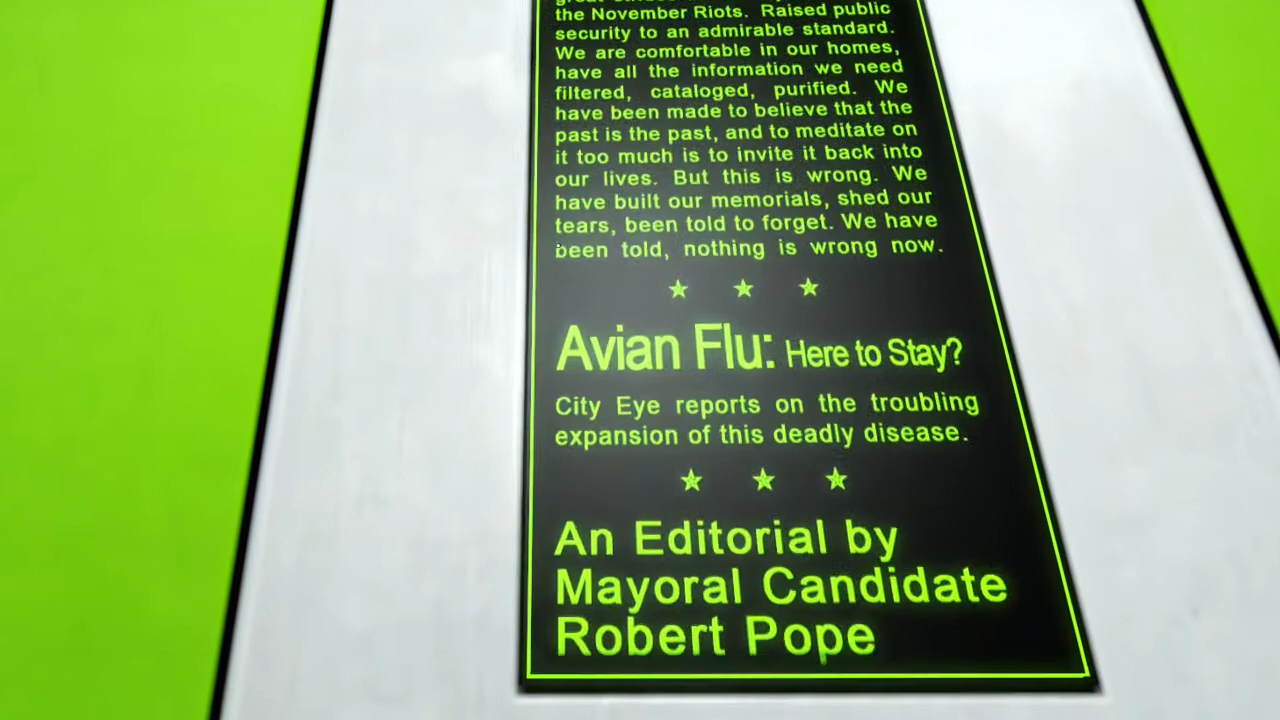 the November Riots. Raised public
security to an admirable standard.
We are comfortable in our homes,
have all the information we need
filtered, cataloged, purified. We
have been made to believe that the
past is the past, and to meditate on
it too much is to invite it back into
our lives. But this is wrong. We
have built our memorials, shed our
tears, been told to forget. We have
been told, nothing is wrong now.
Avian Flu: Here to Stay?
City Eye reports on the troubling
expansion of this deadly disease.
An Editorial by
Mayoral Candidate
Robert Pope